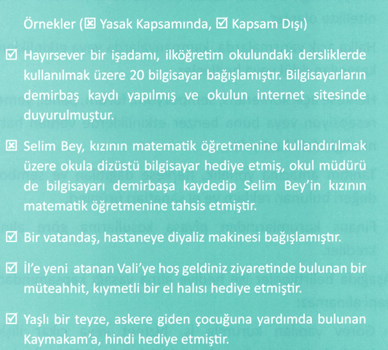 Örnekler (☒ Yasak Kapsamında, ☑ Kapsam Dışı)
☑ Hayırsever bir işadamı, ilköğretim okulundaki dersliklerde
kullanılmak üzere 20 bilgisayar bağışlamıştır. Bilgisayarların
demirbaş kaydı yapılmış ve okulun internet sitesinde
duyurulmuştur.
☒ Selim Bey, kızının matematik öğretmenine kullandırılmak
üzere okula dizüstü bilgisayar hediye etmiş, okul müdürü
de bilgisayarı demirbaşa kaydedip Selim Bey'in kızının
matematik öğretmenine tahsis etmiştir.
☑ Bir vatandaş, hastaneye diyaliz makinesi bağışlamıştır.
☑ İl'e yeni atanan Vali'ye hoş geldiniz ziyaretinde bulunan bir
müteahhit, kıymetli bir el halısı hediye etmiştir.
☑ Yaşlı bir teyze, askere giden çocuğuna yardımda bulunan
Kaymakam'a, hindi hediye etmiştir.